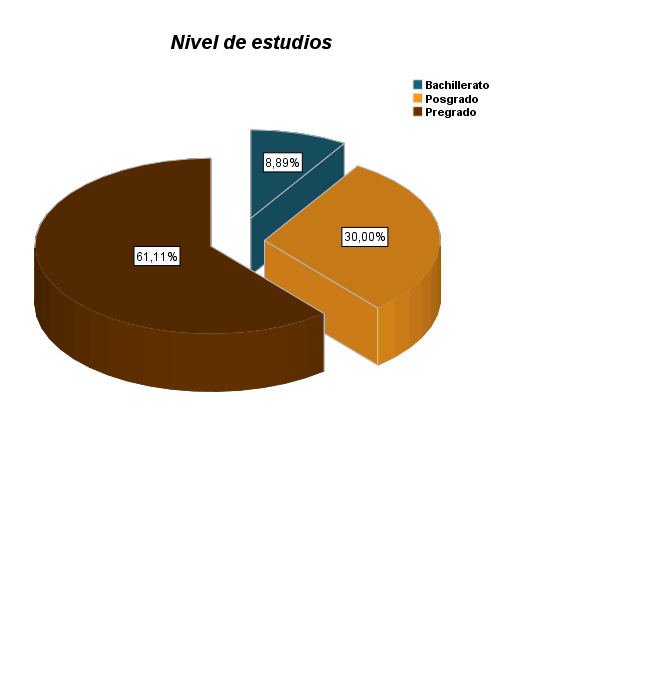 Nivel de estudios
Bachillerato
Posgrado
Pregrado
8,89%
30,00%
61,11%